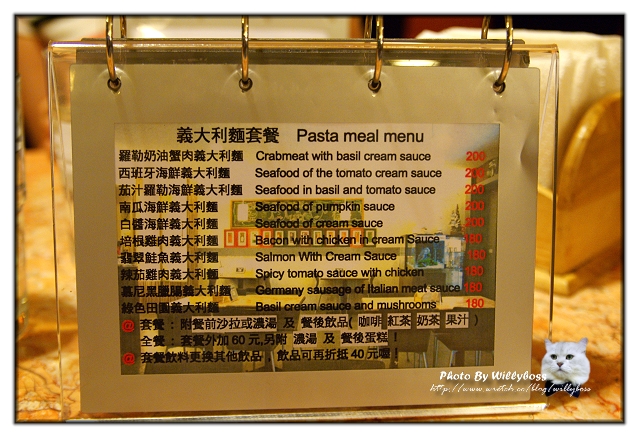 義大利麵套餐 Pasta meal menu
羅勒奶油蟹肉義大利麵 Crabmeat with basil cream sauce 200
西班牙海鮮義大利麵 Seafood of the tomato cream sauce 200
茄汁羅勒海鮮義大利麵 Seafood in basil and tomato sauce 200
南瓜海鮮義大利麵 Seafood of pumpkin sauce 200
白醬海鮮義大利麵 Seafood of cream sauce 200
培根雞肉義大利麵 Bacon with chicken in cream Sauce 180
翡翠鮭魚義大利麵 Salmon With Cream Sauce 180
辣茄雞肉義大利麵 Spicy tomato sauce with chicken 180
慕尼黑臘腸義大利麵 Germany sausage of Italian meat sauce 180
綠色田園義大利麵 Basil cream sauce and mushrooms 180
@ 套餐 : 附餐前沙拉或濃湯 及 餐後飲品( 咖啡 紅茶 奶茶 果汁 )
全餐 : 套餐外加 60 元,另附 濃湯 及 餐後蛋糕 !
@ 套餐飲料更換其他飲品 , 飲品可再折抵 40 元喔 !
Photo By Willyboss
http://www.wretch.cc/blog/willyboss